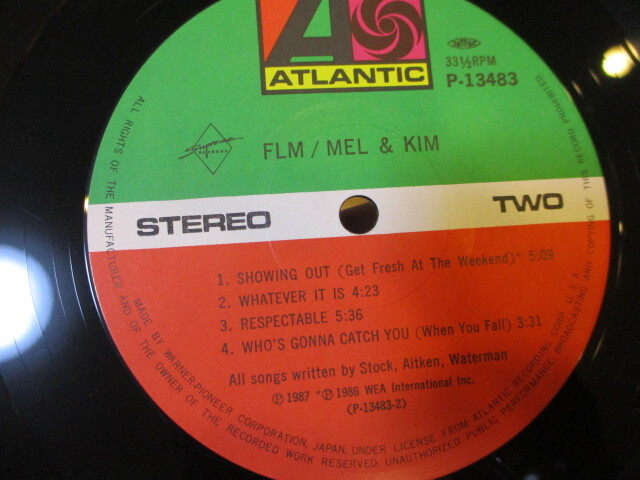 ATLANTIC
33⅓RPM
P-13483
FLM / MEL & KIM
STEREO
TWO
1. SHOWING OUT (Get Fresh At The Weekend)⁺ 5:09
2. WHATEVER IT IS 4:23
3. RESPECTABLE 5:36
4. WHO'S GONNA CATCH YOU (When You Fall) 3:31
All songs written by Stock, Aitken, Waterman
Ⓟ 1987 ⁺Ⓟ 1986 WEA International Inc.
(P-13483-2)
MADE BY WARNER-PIONEER CORPORATION, JAPAN, UNDER LICENSE FROM ATLANTIC RECORDING CORP. U. S. A.
ALL RIGHTS OF THE MANUFACTURER AND OF THE OWNER OF THE RECORDED WORK RESERVED UNAUTHORIZED PUBLIC PERFORMANCE, BROADCASTING AND COPYING OF THIS RECORD PROHIBITED